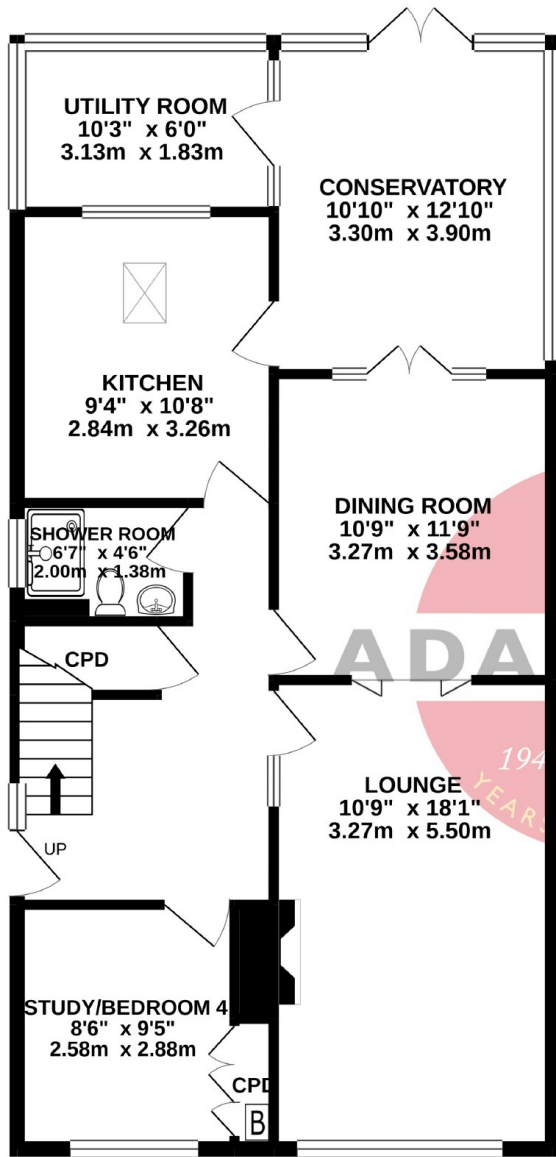 UTILITY ROOM
10'3" x 6'0"
3.13m x 1.83m
CONSERVATORY
10'10" x 12'10"
3.30m x 3.90m
KITCHEN
9'4" x 10'8"
2.84m x 3.26m
SHOWER ROOM
6'7" x 4'6"
2.00m x 1.38m
DINING ROOM
10'9" x 11'9"
3.27m x 3.58m
CPD
ADA
LOUNGE
10'9" x 18'1"
3.27m x 5.50m
194
YEARS
UP
STUDY/BEDROOM 4
8'6" x 9'5"
2.58m x 2.88m
CPD
B